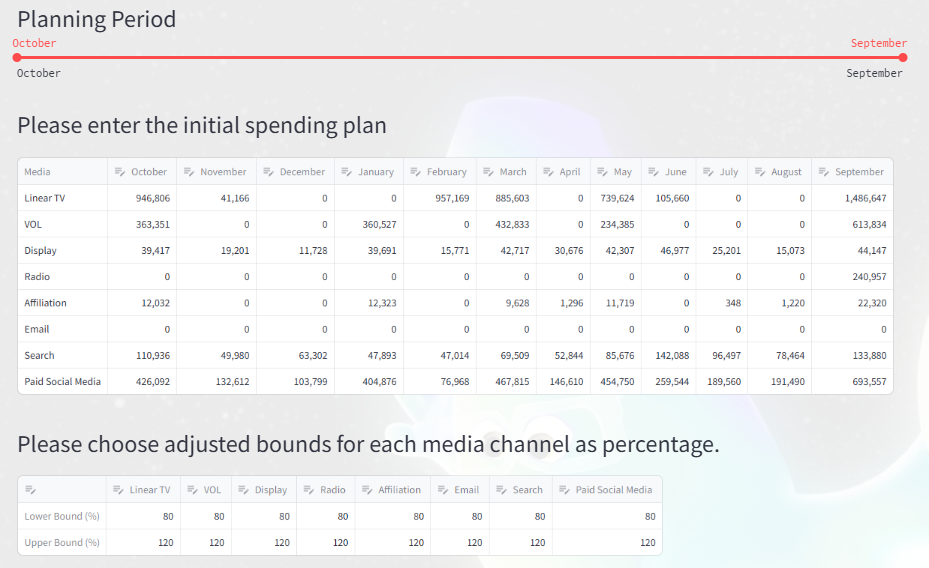 Planning Period
October September
October September
Please enter the initial spending plan
Media October November December January February March April May June July August September
Linear TV 946,806 41,166 0 0 957,169 885,603 0 739,624 105,660 0 0 1,486,647
VOL 363,351 0 0 360,527 0 432,833 0 234,385 0 0 0 613,834
Display 39,417 19,201 11,728 39,691 15,771 42,717 30,676 42,307 46,977 25,201 15,073 44,147
Radio 0 0 0 0 0 0 0 0 0 0 0 240,957
Affiliation 12,032 0 0 12,323 0 9,628 1,296 11,719 0 348 1,220 22,320
Email 0 0 0 0 0 0 0 0 0 0 0 0
Search 110,936 49,980 63,302 47,893 47,014 69,509 52,844 85,676 142,088 96,497 78,464 133,880
Paid Social Media 426,092 132,612 103,799 404,876 76,968 467,815 146,610 454,750 259,544 189,560 191,490 693,557
Please choose adjusted bounds for each media channel as percentage.
Linear TV VOL Display Radio Affiliation Email Search Paid Social Media
Lower Bound (%) 80 80 80 80 80 80 80 80
Upper Bound (%) 120 120 120 120 120 120 120 120